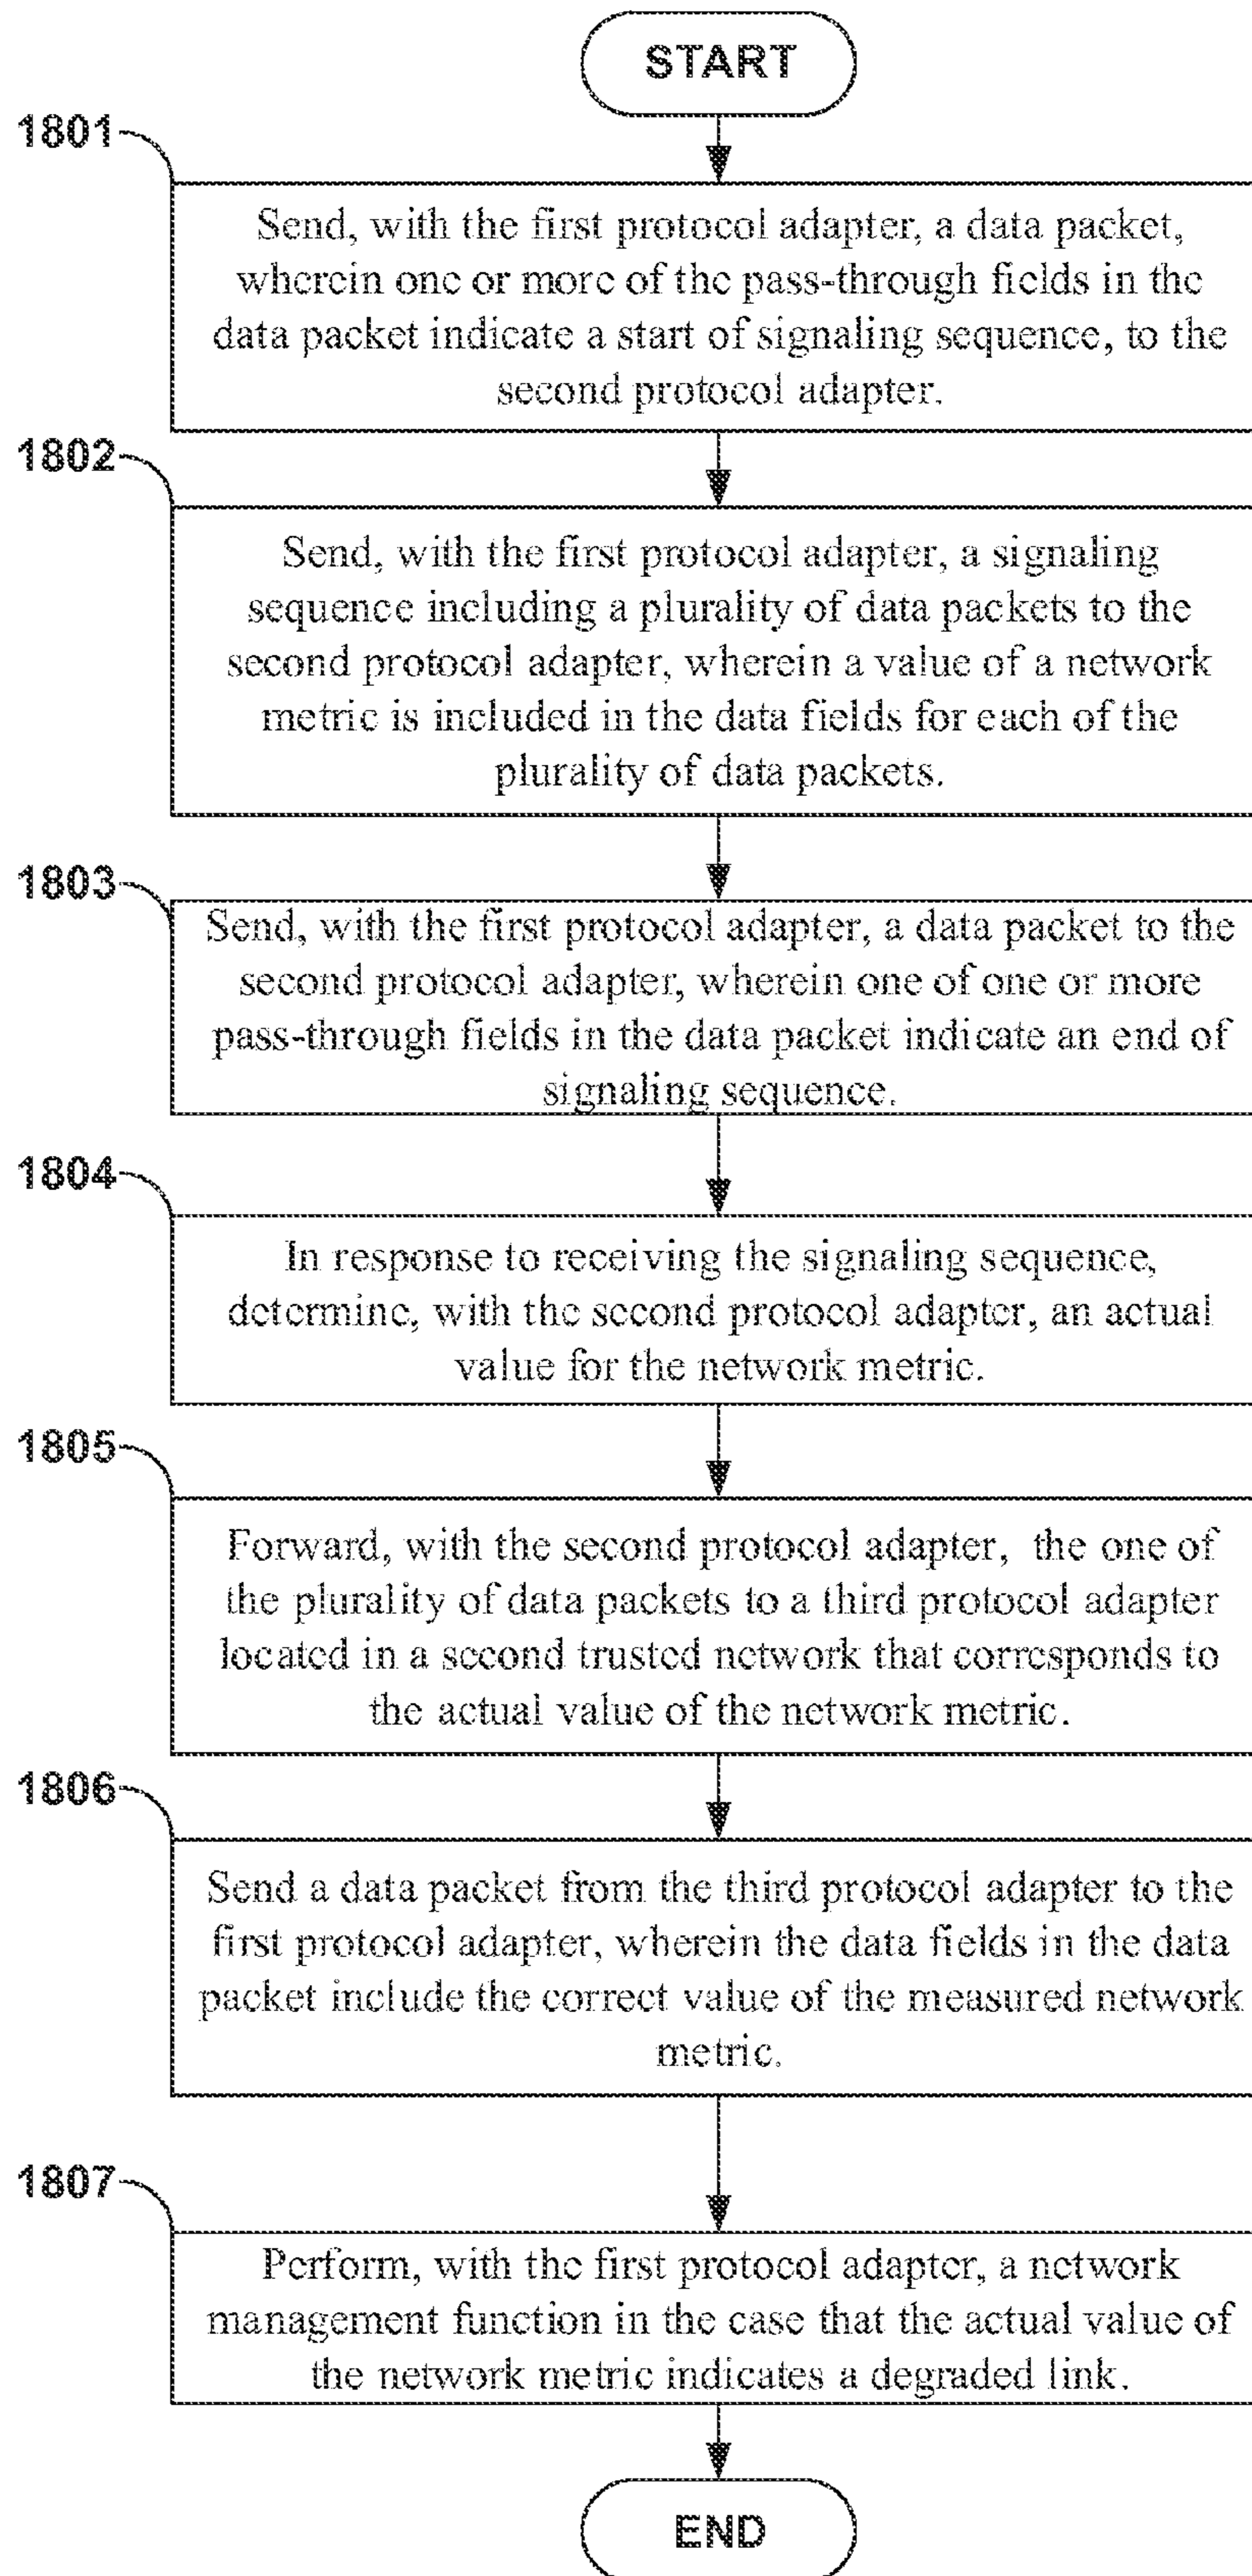 START
1801
Send, with the first protocol adapter, a data packet,
wherein one or more of the pass-through fields in the
data packet indicate a start of signaling sequence, to the
second protocol adapter.
1802
Send, with the first protocol adapter, a signaling
sequence including a plurality of data packets to the
second protocol adapter, wherein a value of a network
metric is included in the data fields for each of the
plurality of data packets.
1803
Send, with the first protocol adapter, a data packet to the
second protocol adapter, wherein one of one or more
pass-through fields in the data packet indicate an end of
signaling sequence.
1804
In response to receiving the signaling sequence,
determine, with the second protocol adapter, an actual
value for the network metric.
1805
Forward, with the second protocol adapter, the one of
the plurality of data packets to a third protocol adapter
located in a second trusted network that corresponds to
the actual value of the network metric.
1806
Send a data packet from the third protocol adapter to the
first protocol adapter, wherein the data fields in the data
packet include the correct value of the measured network
metric.
1807
Perform, with the first protocol adapter, a network
management function in the case that the actual value of
the network metric indicates a degraded link.
END